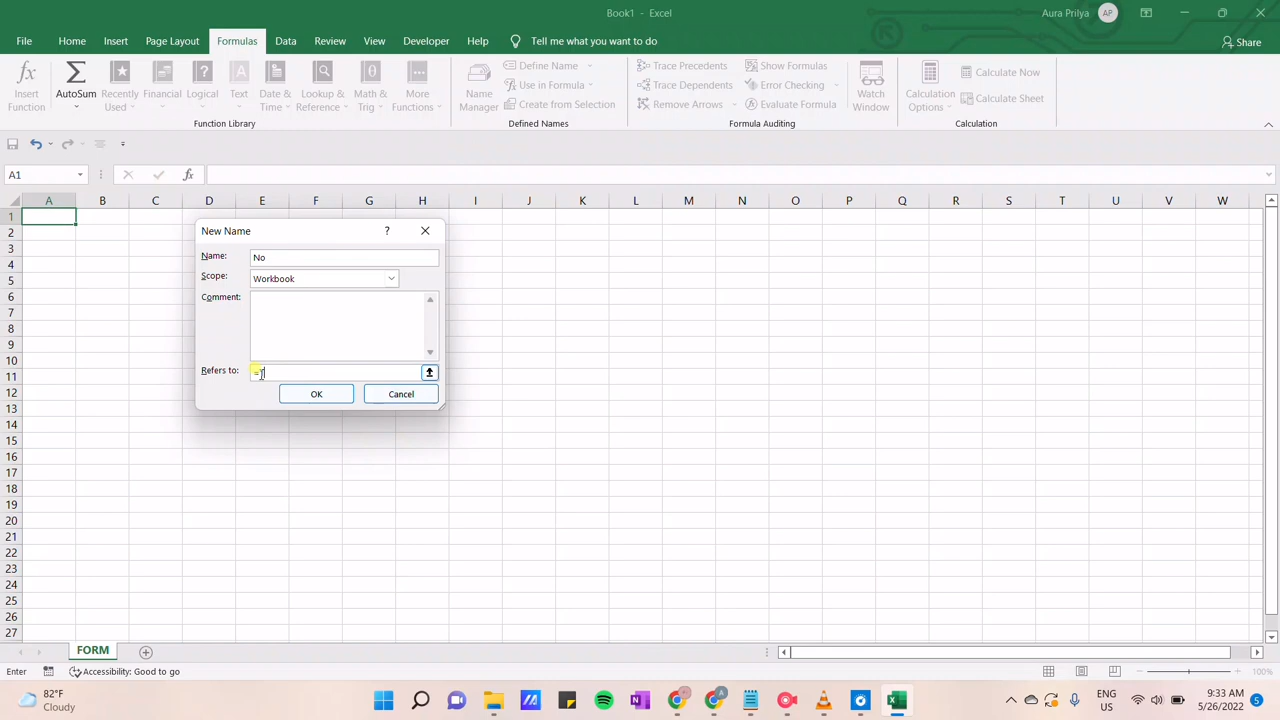 Book1 - Excel
Aura Prilya AP
File Home Insert Page Layout Formulas Data Review View Developer Help Tell me what you want to do Share
Insert Function
AutoSum
Recently Used
Financial
Logical
Text
Date & Time
Lookup & Reference
Math & Trig
More Functions
Function Library
Name Manager
Define Name
Use in Formula
Create from Selection
Defined Names
Trace Precedents
Trace Dependents
Remove Arrows
Show Formulas
Error Checking
Evaluate Formula
Formula Auditing
Watch Window
Calculation Options
Calculate Now
Calculate Sheet
Calculation
A1 fx
A B C D E F G H I J K L M N O P Q R S T U V W
1
2
3
4
5
6
7
8
9
10
11
12
13
14
15
16
17
18
19
20
21
22
23
24
25
26
27
New Name ?
Name: No
Scope: Workbook
Comment:
Refers to:
OK Cancel
FORM
Enter Accessibility: Good to go 100%
82°F
Cloudy
ENG
US
9:33 AM
5/26/2022
5